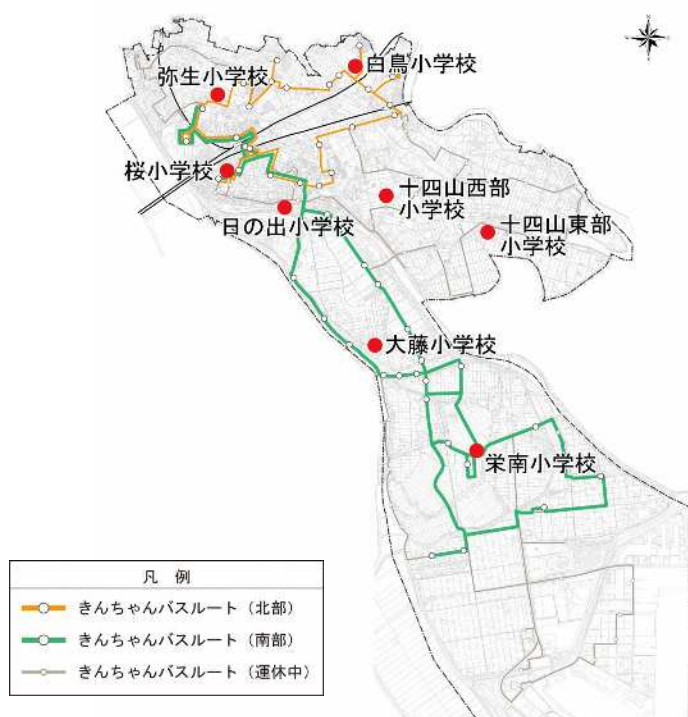 白鳥小学校
弥生小学校
桜小学校
十四山西部
小学校
日の出小学校
十四山東部
小学校
大藤小学校
栄南小学校
凡 例
きんちゃんバスルート（北部）
きんちゃんバスルート（南部）
きんちゃんバスルート（運休中）